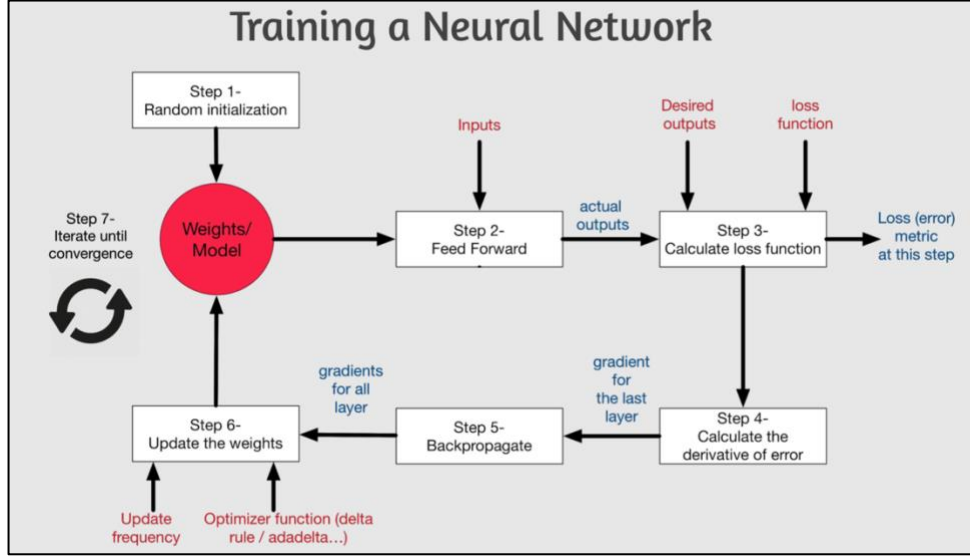 Training a Neural Network
Step 1-
Random initialization
Inputs
Desired
outputs
loss
function
Step 7-
Iterate until
convergence
Weights/
Model
Step 2-
Feed Forward
actual
outputs
Step 3-
Calculate loss function
Loss (error)
metric
at this step
gradients
for all
layer
gradient
for
the last
layer
Step 6-
Update the weights
Step 5-
Backpropagate
Step 4-
Calculate the
derivative of error
Update
frequency
Optimizer function (delta
rule / adadelta...)